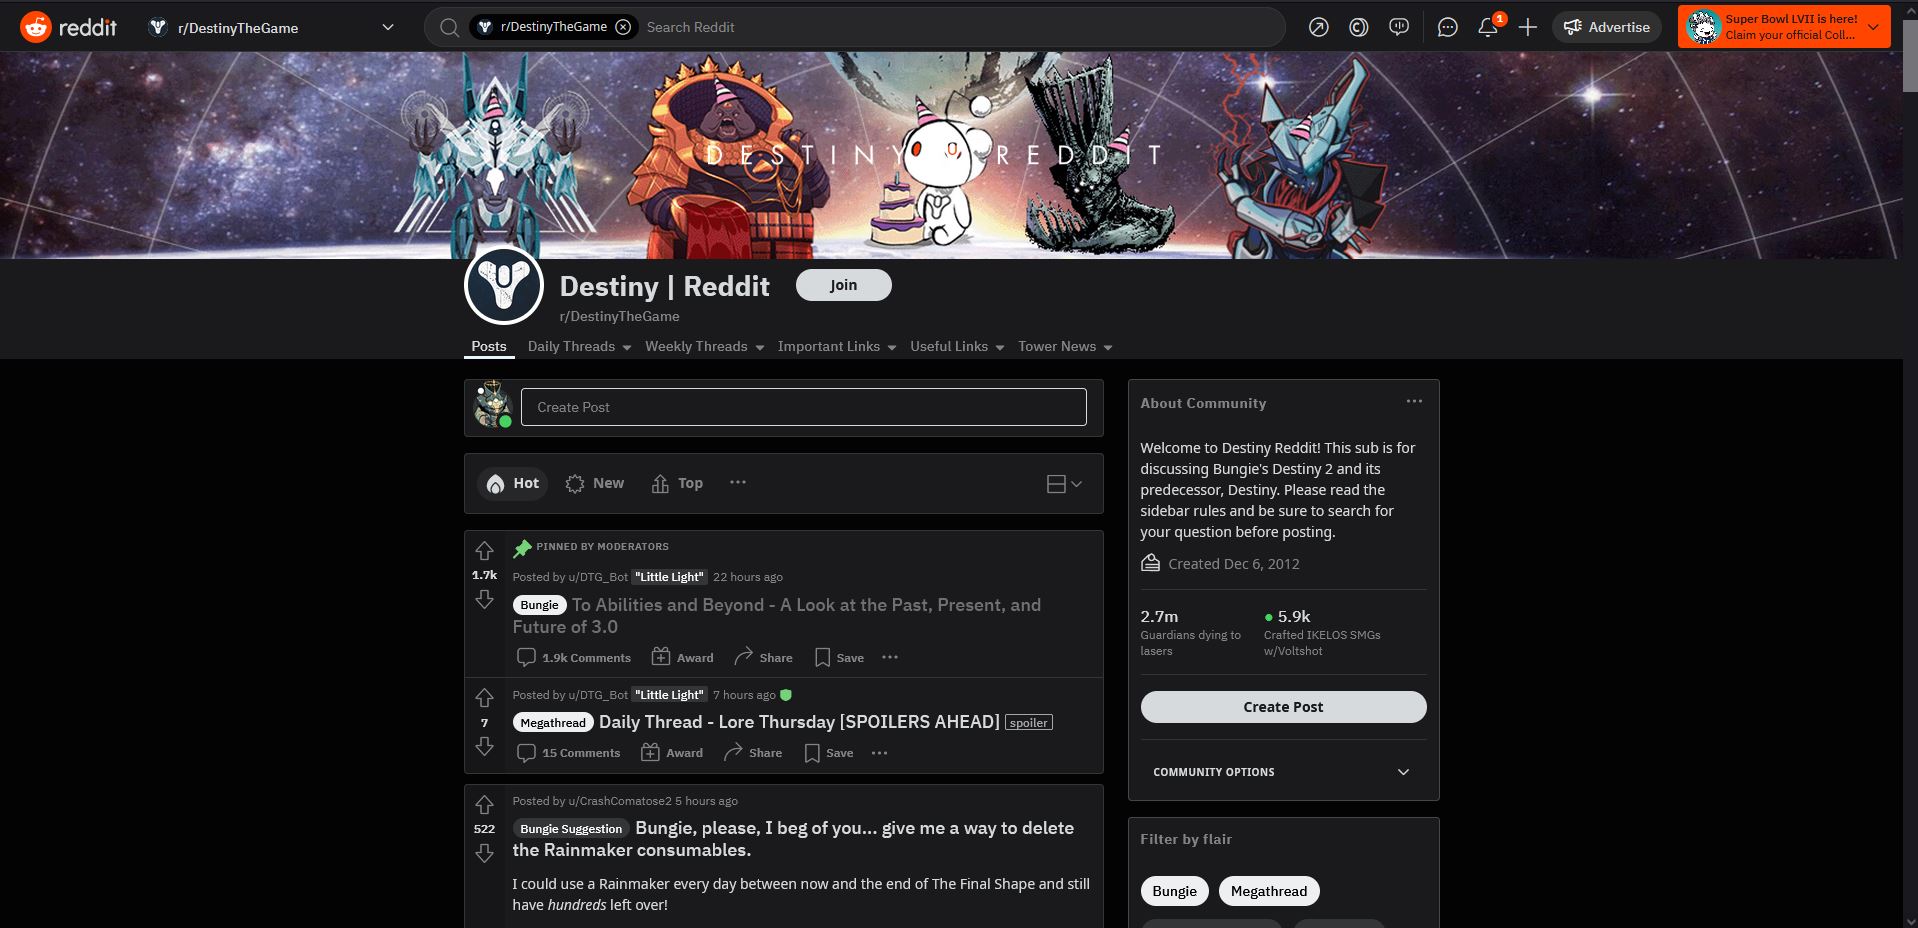 reddit
r/DestinyTheGame
r/DestinyTheGame
Search Reddit
1
Advertise
Super Bowl LVII is here!
Claim your official Coll...
DESTINY REDDIT
Destiny | Reddit
Join
r/DestinyTheGame
Posts
Daily Threads
Weekly Threads
Important Links
Useful Links
Tower News
Create Post
Hot
New
Top
PINNED BY MODERATORS
1.7k
Posted by u/DTG_Bot "Little Light" 22 hours ago
Bungie To Abilities and Beyond - A Look at the Past, Present, and
Future of 3.0
1.9k Comments
Award
Share
Save
Posted by u/DTG_Bot "Little Light" 7 hours ago
7
Megathread Daily Thread - Lore Thursday [SPOILERS AHEAD] spoiler
15 Comments
Award
Share
Save
Posted by u/CrashComatose2 5 hours ago
522
Bungie Suggestion Bungie, please, I beg of you... give me a way to delete
the Rainmaker consumables.
I could use a Rainmaker every day between now and the end of The Final Shape and still
have hundreds left over!
About Community
Welcome to Destiny Reddit! This sub is for
discussing Bungie's Destiny 2 and its
predecessor, Destiny. Please read the
sidebar rules and be sure to search for
your question before posting.
Created Dec 6, 2012
2.7m
Guardians dying to
lasers
5.9k
Crafted IKELOS SMGs
w/Voltshot
Create Post
COMMUNITY OPTIONS
Filter by flair
Bungie
Megathread